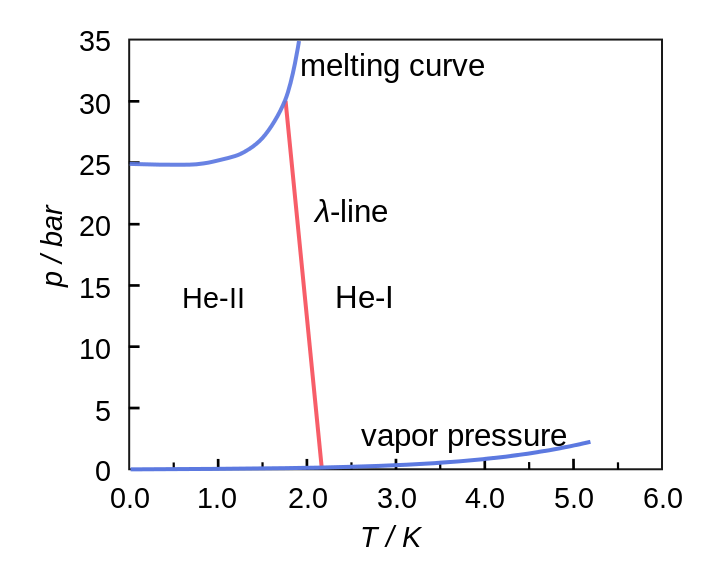 35
melting curve
30
25
λ-line
20
p / bar
He-II
He-I
15
10
5
vapor pressure
0
0.0 1.0 2.0 3.0 4.0 5.0 6.0
T / K